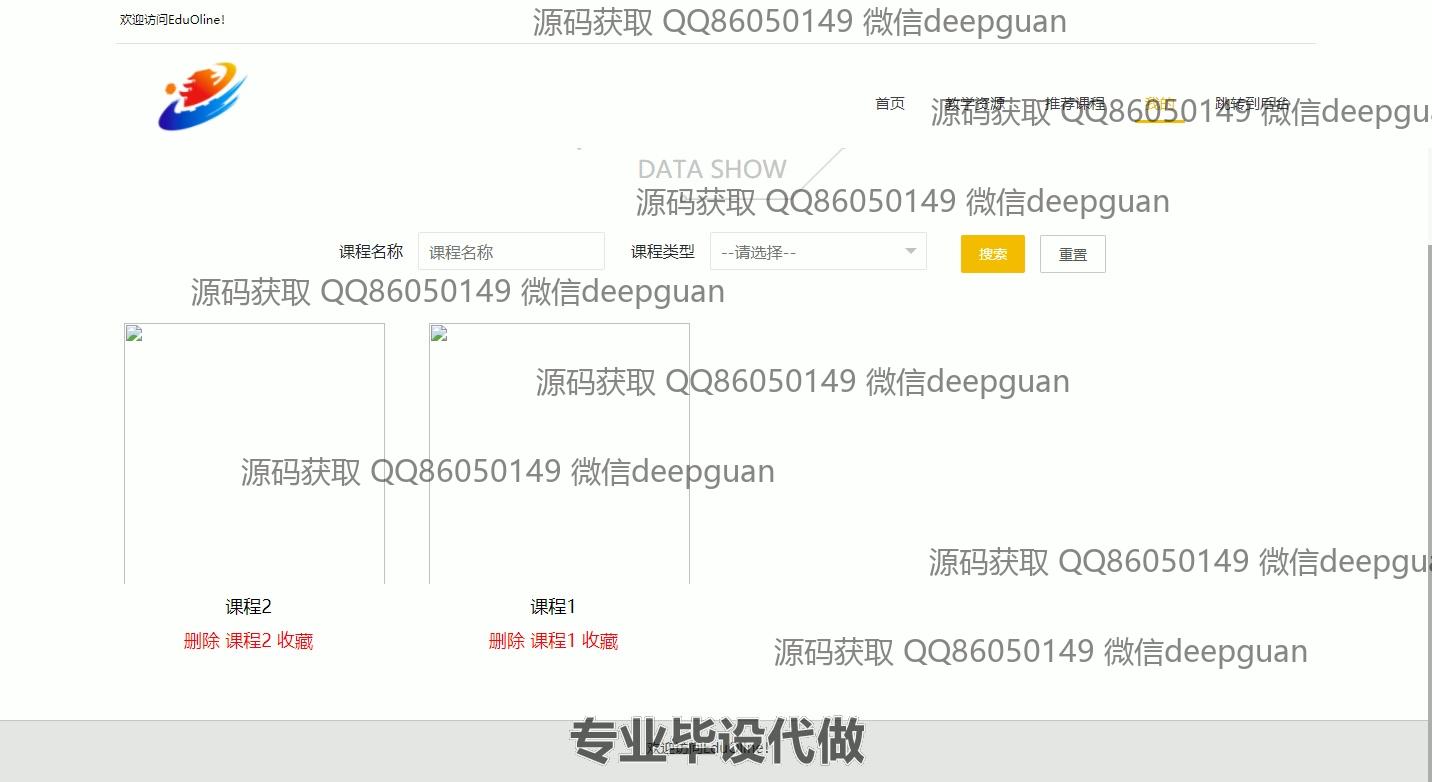 欢迎访问EduOline!
源码获取 QQ86050149 微信deepguan
首页 教学资源 推荐课程 我的 跳转到后台
源码获取 QQ86050149 微信deepgu
DATA SHOW
源码获取 QQ86050149 微信deepguan
课程名称 课程名称 课程类型 --请选择-- 搜索 重置
源码获取 QQ86050149 微信deepguan
源码获取 QQ86050149 微信deepguan
源码获取 QQ86050149 微信deepguan
源码获取 QQ86050149 微信deepgu
课程2 课程1
删除 课程2 收藏 删除 课程1 收藏
源码获取 QQ86050149 微信deepguan
专业毕设代做
欢迎访问EduOline!